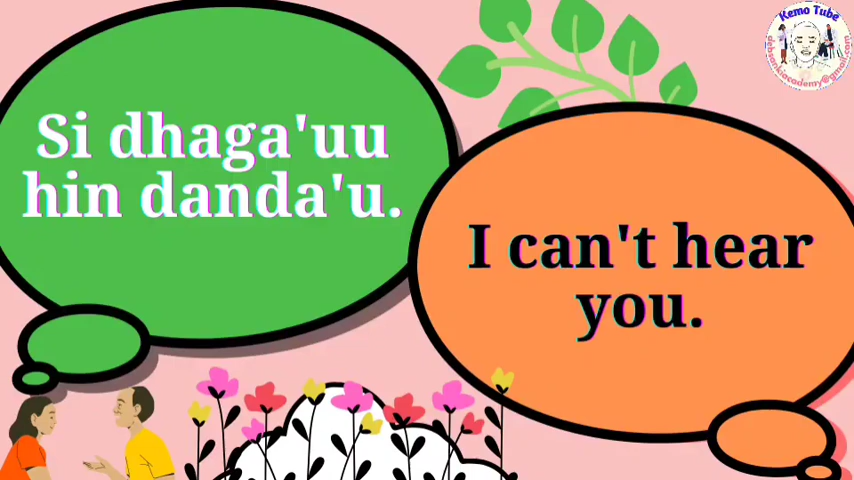 Si dhaga'uu
hin danda'u.
I can't hear
you.
Kemo Tube